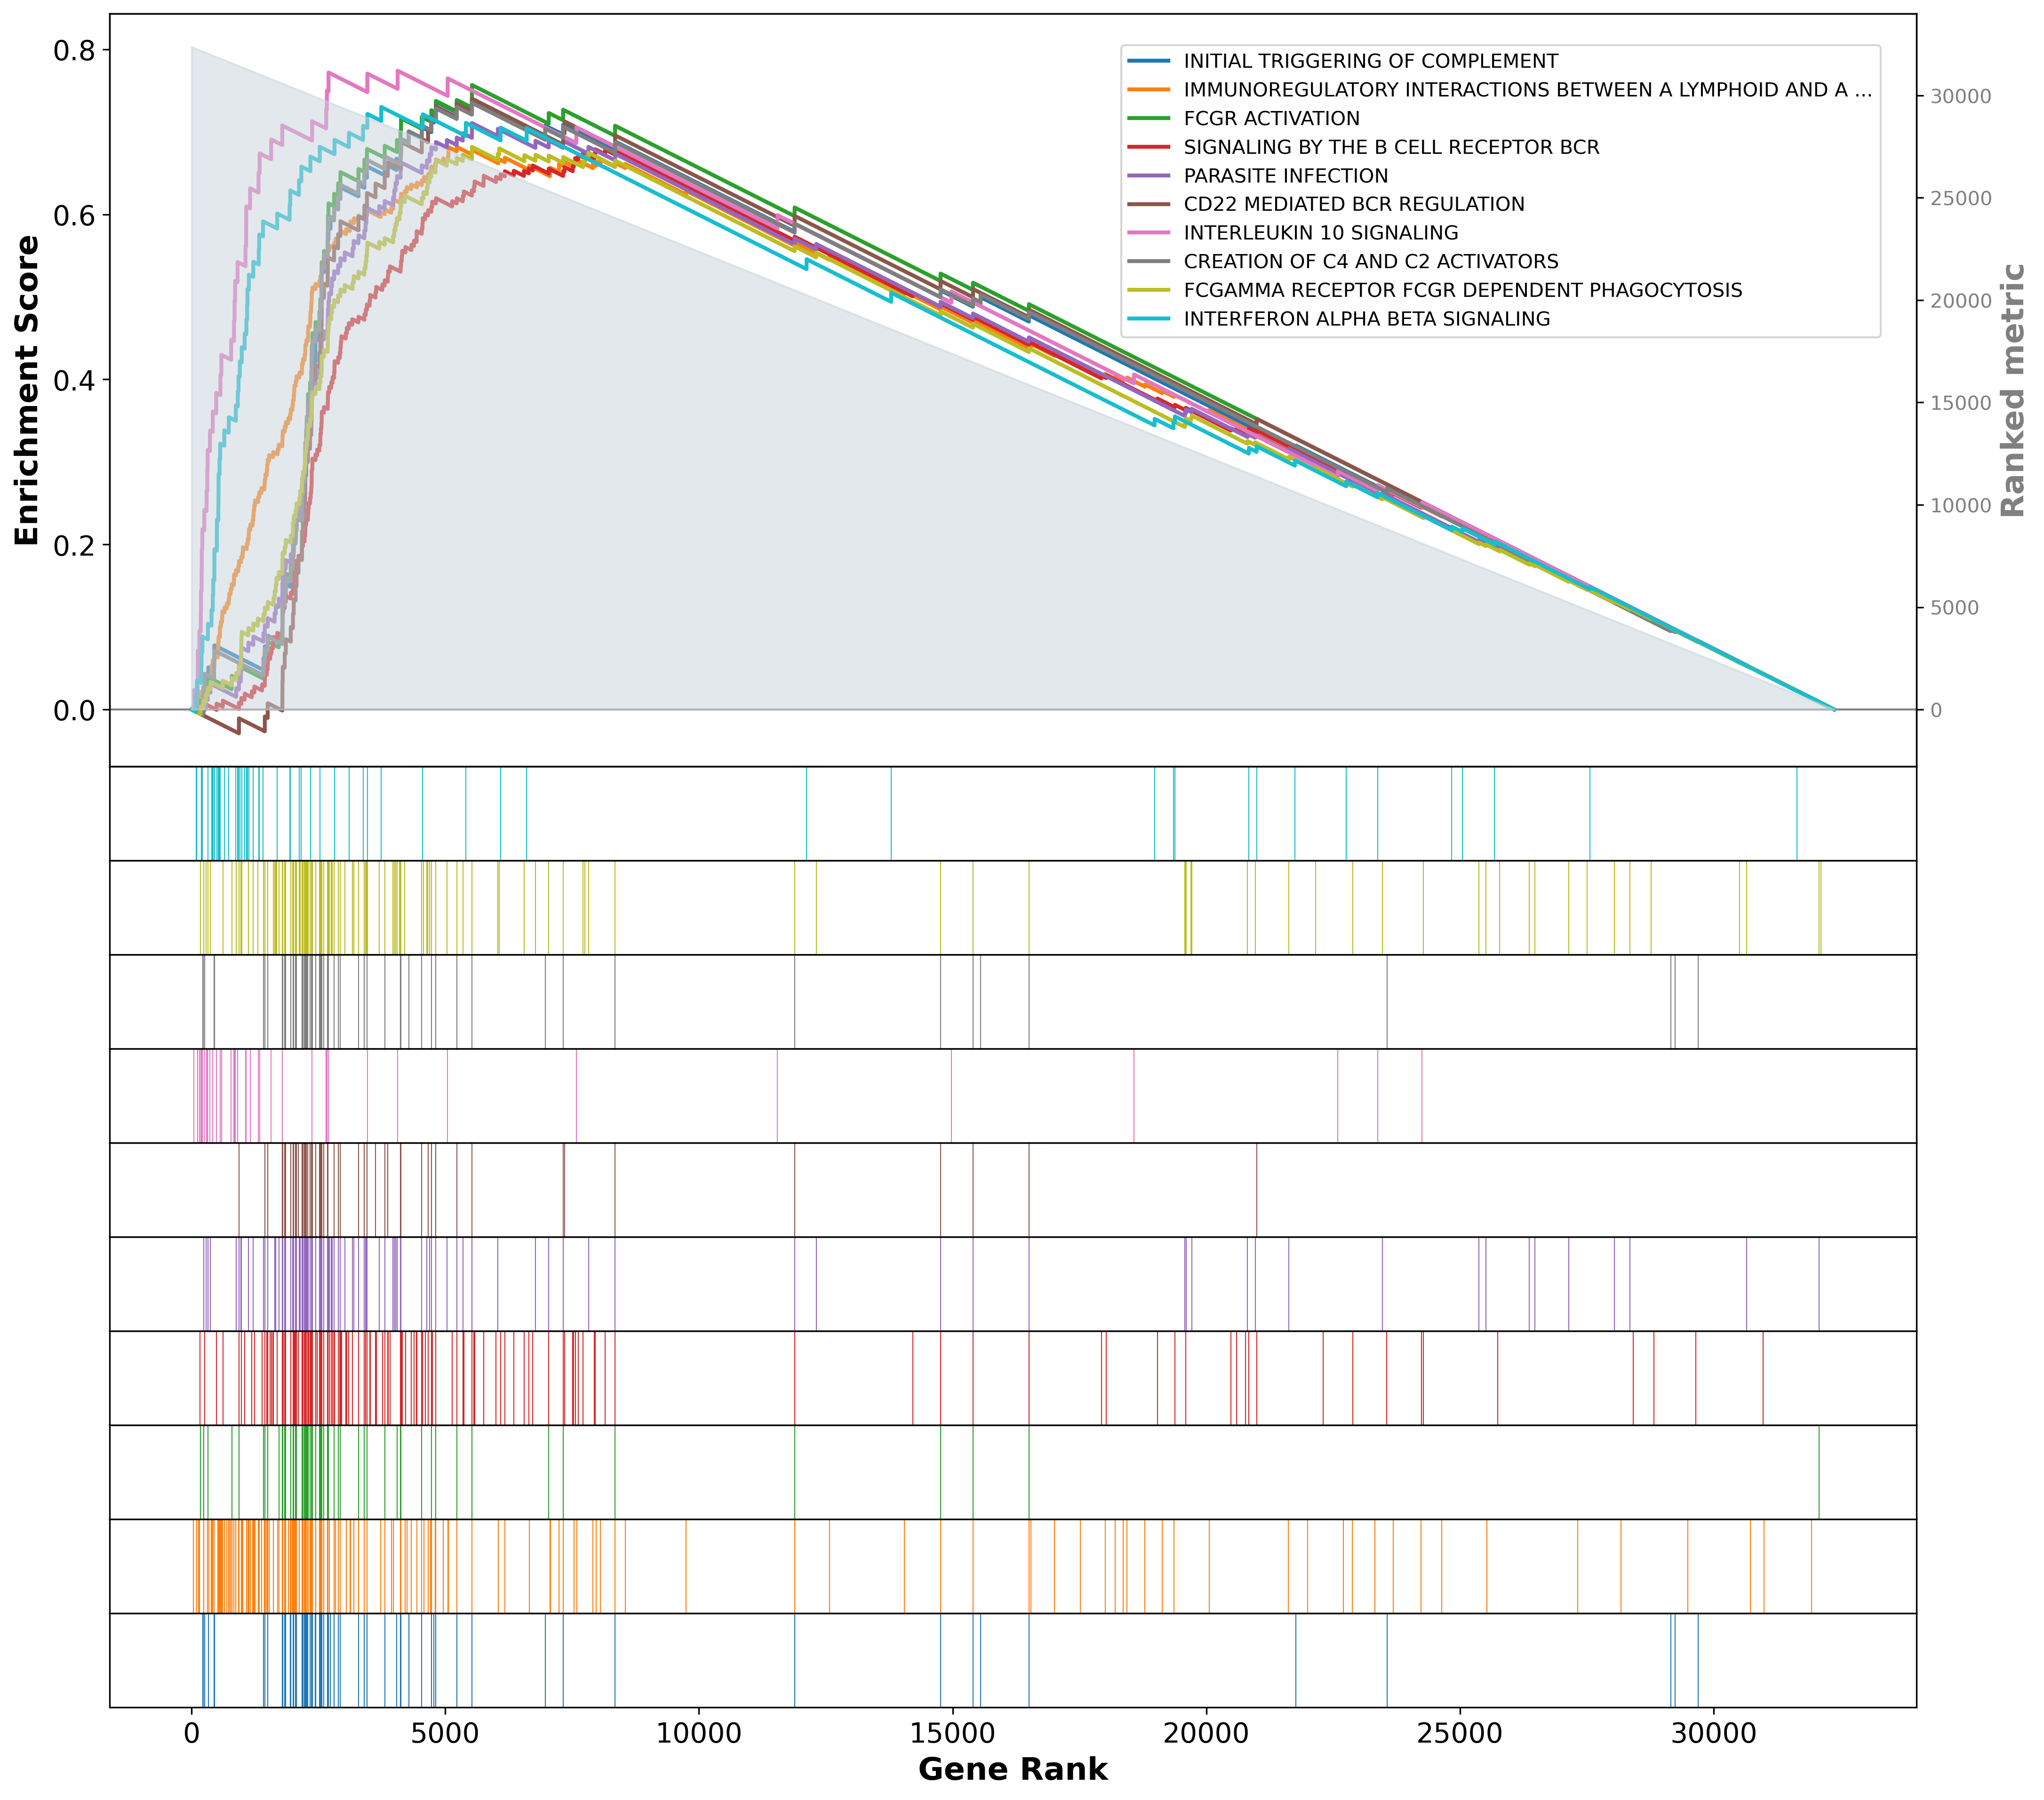 0.8
0.6
0.4
0.2
0.0
Enrichment Score
INITIAL TRIGGERING OF COMPLEMENT
IMMUNOREGULATORY INTERACTIONS BETWEEN A LYMPHOID AND A ...
FCGR ACTIVATION
SIGNALING BY THE B CELL RECEPTOR BCR
PARASITE INFECTION
CD22 MEDIATED BCR REGULATION
INTERLEUKIN 10 SIGNALING
CREATION OF C4 AND C2 ACTIVATORS
FCGAMMA RECEPTOR FCGR DEPENDENT PHAGOCYTOSIS
INTERFERON ALPHA BETA SIGNALING
30000
25000
20000
15000
10000
5000
0
Ranked metric
0 5000 10000 15000 20000 25000 30000
Gene Rank